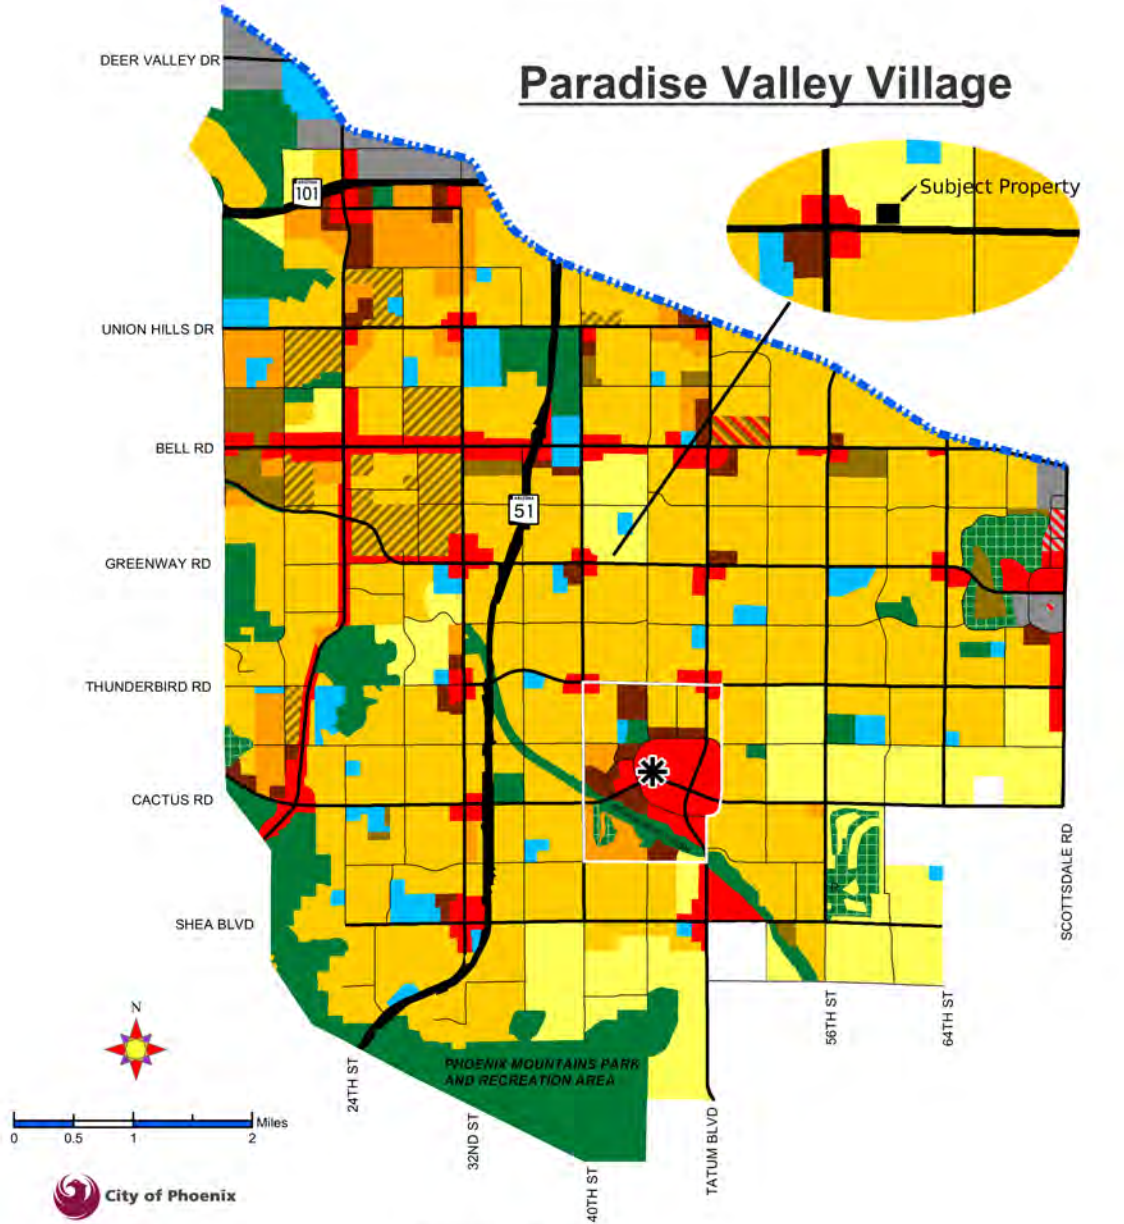 DEER VALLEY DR
Paradise Valley Village
Subject Property
101
UNION HILLS DR
BELL RD
51
GREENWAY RD
THUNDERBIRD RD
CACTUS RD
SHEA BLVD
SCOTTSDALE RD
56TH ST
64TH ST
N
PHOENIX MOUNTAINS PARK
AND RECREATION AREA
24TH ST
32ND ST
40TH ST
TATUM BLVD
Miles
0 0.5 1 2
City of Phoenix